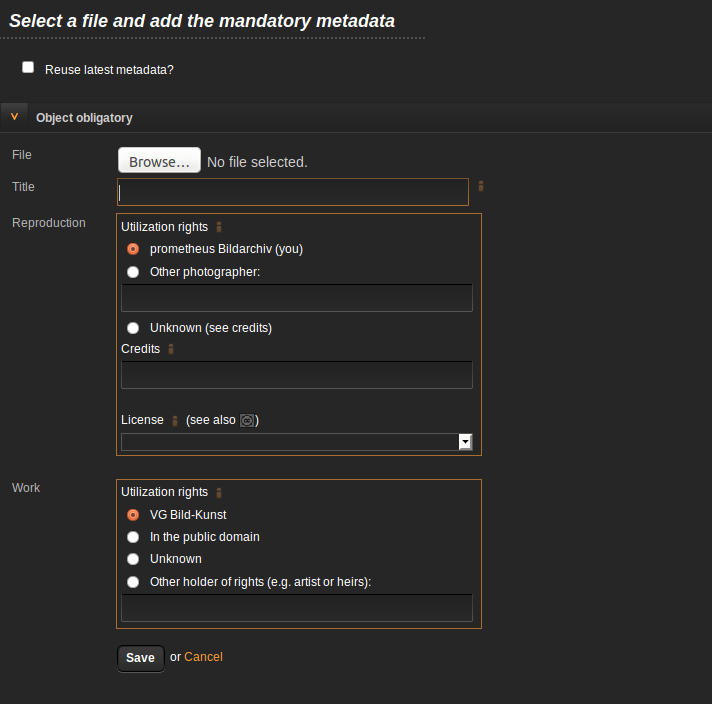 Select a file and add the mandatory metadata
Reuse latest metadata?
Object obligatory
File Browse... No file selected.
Title
Reproduction Utilization rights
prometheus Bildarchiv (you)
Other photographer:
Unknown (see credits)
Credits
License (see also )
Work Utilization rights
VG Bild-Kunst
In the public domain
Unknown
Other holder of rights (e.g. artist or heirs):
Save or Cancel